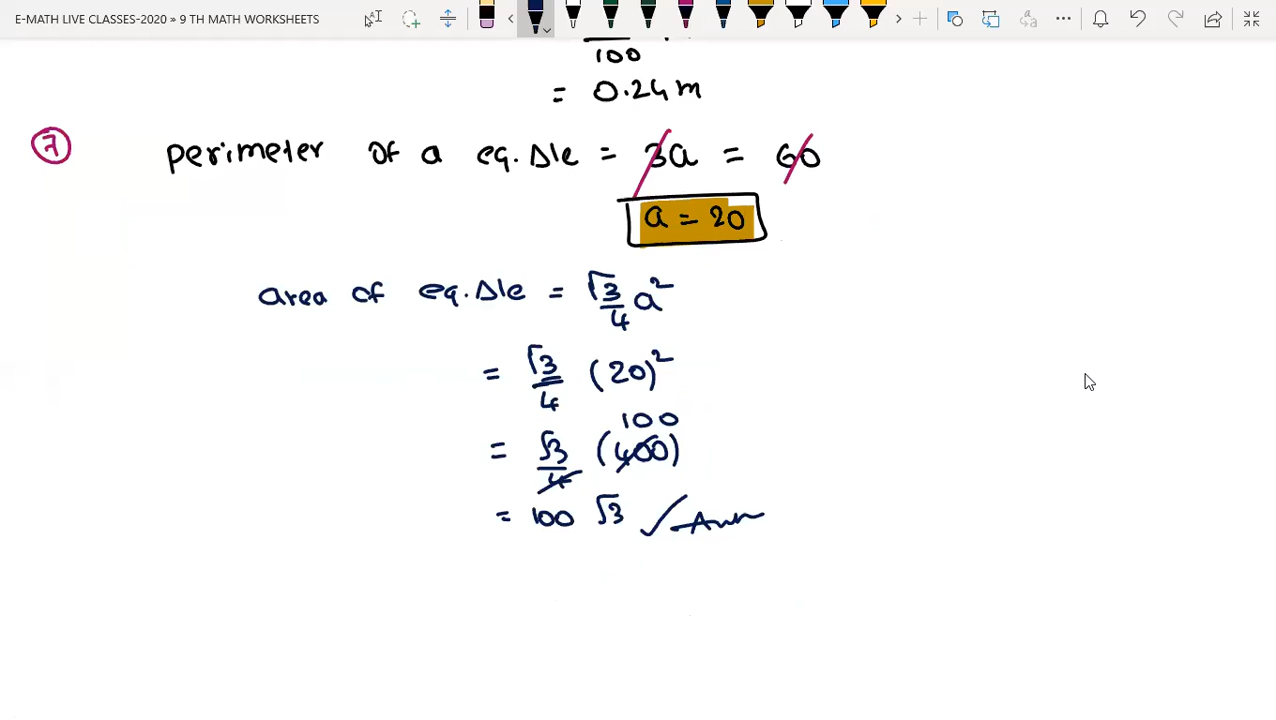 E-MATH LIVE CLASSES-2020 » 9 TH MATH WORKSHEETS
100
= 0.24 m
7 perimeter of a eq. Δle = 3a = 60
a = 20
area of eq. Δle = √3/4 a²
= √3/4 (20)²
100
= √3/4 (400)
= 100 √3